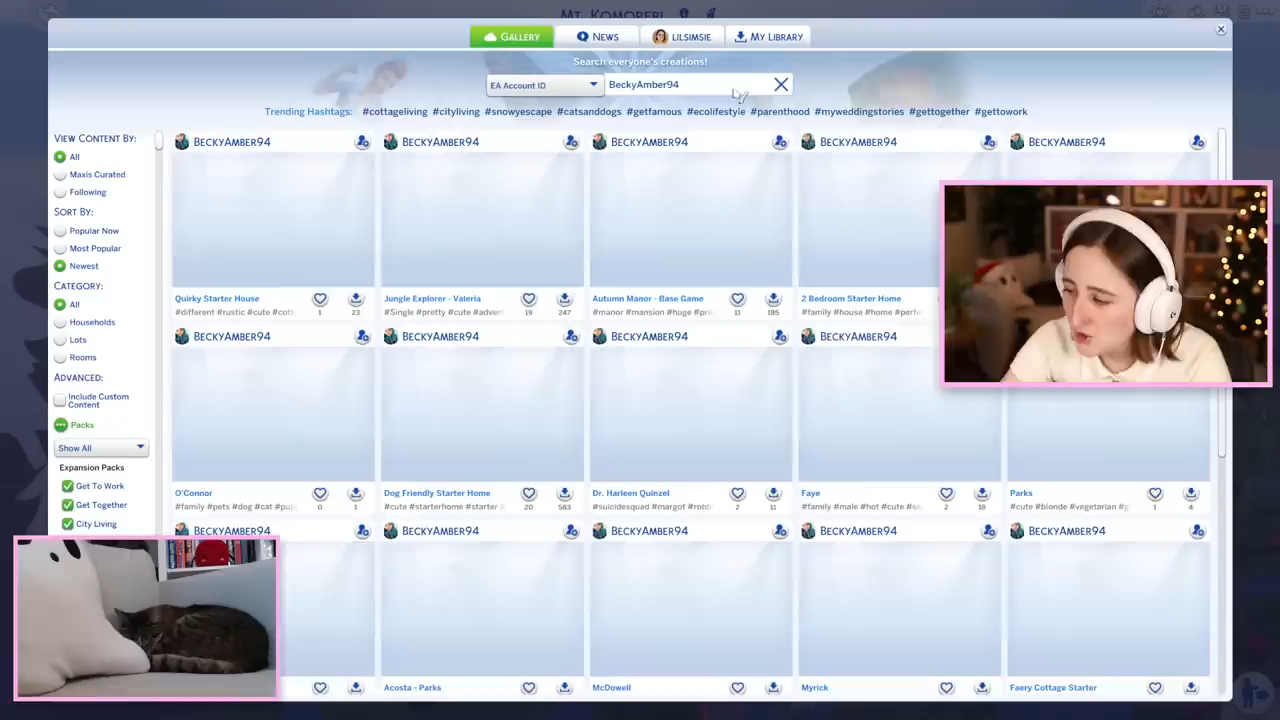 MT. KOMOREBI
GALLERY
NEWS
LILSIMSIE
MY LIBRARY
Search everyone's creations!
EA Account ID
BeckyAmber94
Trending Hashtags: #cottageliving #cityliving #snowyescape #catsanddogs #getfamous #ecolifestyle #parenthood #myweddingstories #gettogether #gettowork
VIEW CONTENT BY:
All
Maxis Curated
Following
SORT BY:
Popular Now
Most Popular
Newest
CATEGORY:
All
Households
Lots
Rooms
ADVANCED:
Include Custom
Content
Packs
Show All
Expansion Packs
Get To Work
Get Together
City Living
BECKYAMBER94
BECKYAMBER94
BECKYAMBER94
BECKYAMBER94
BECKYAMBER94
Quirky Starter House
1
23
#different #rustic #cute #cott
Jungle Explorer - Valeria
19
247
#Single #pretty #cute #adven
Autumn Manor - Base Game
11
185
#manor #mansion #huge #pre
2 Bedroom Starter Home
#family #house #home #perfe
BECKYAMBER94
BECKYAMBER94
BECKYAMBER94
BECKYAMBER94
O'Connor
0
1
#family #pets #dog #cat #pup
Dog Friendly Starter Home
20
583
#cute #starterhome #starter
Dr. Harleen Quinzel
2
11
#suicidesquad #margot #robb
Faye
2
18
#family #male #hot #cute #se
Parks
1
4
#cute #blonde #vegetarian #g
BECKYAMBER94
BECKYAMBER94
BECKYAMBER94
BECKYAMBER94
BECKYAMBER94
Acosta - Parks
McDowell
Myrick
Faery Cottage Starter